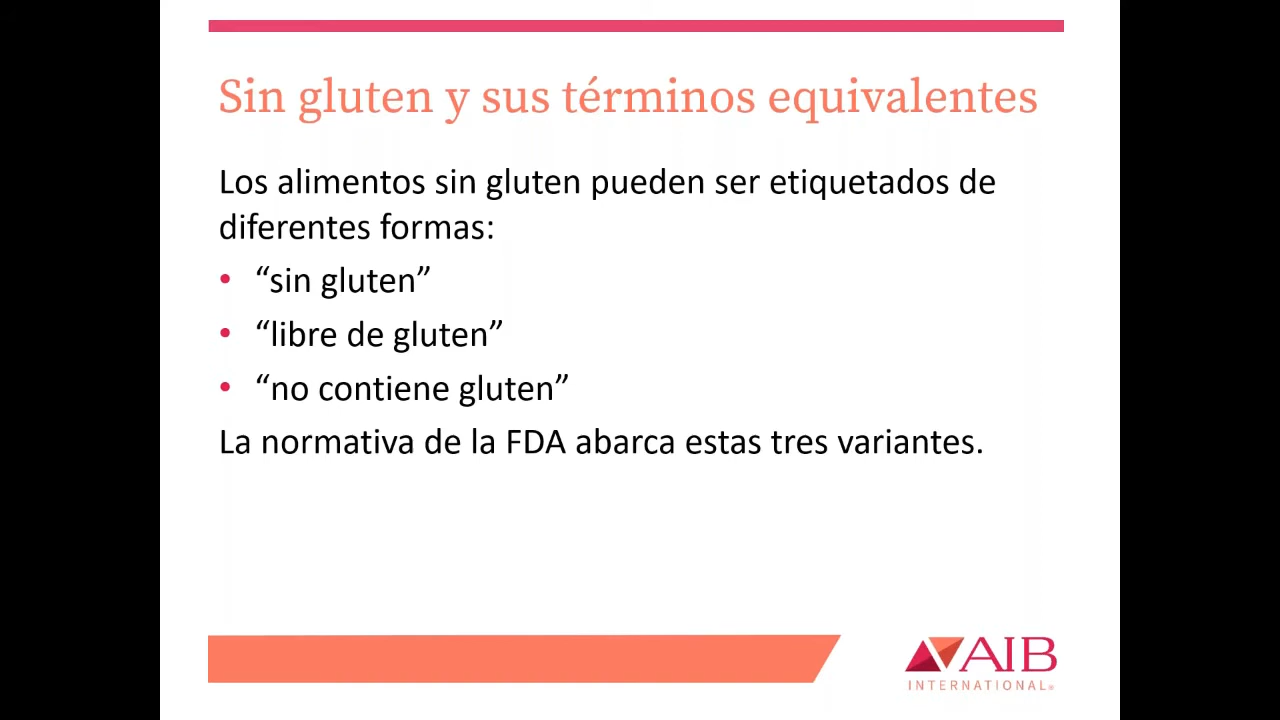 Sin gluten y sus términos equivalentes
Los alimentos sin gluten pueden ser etiquetados de
diferentes formas:
• “sin gluten”
• “libre de gluten”
• “no contiene gluten”
La normativa de la FDA abarca estas tres variantes.
AIB
INTERNATIONAL®